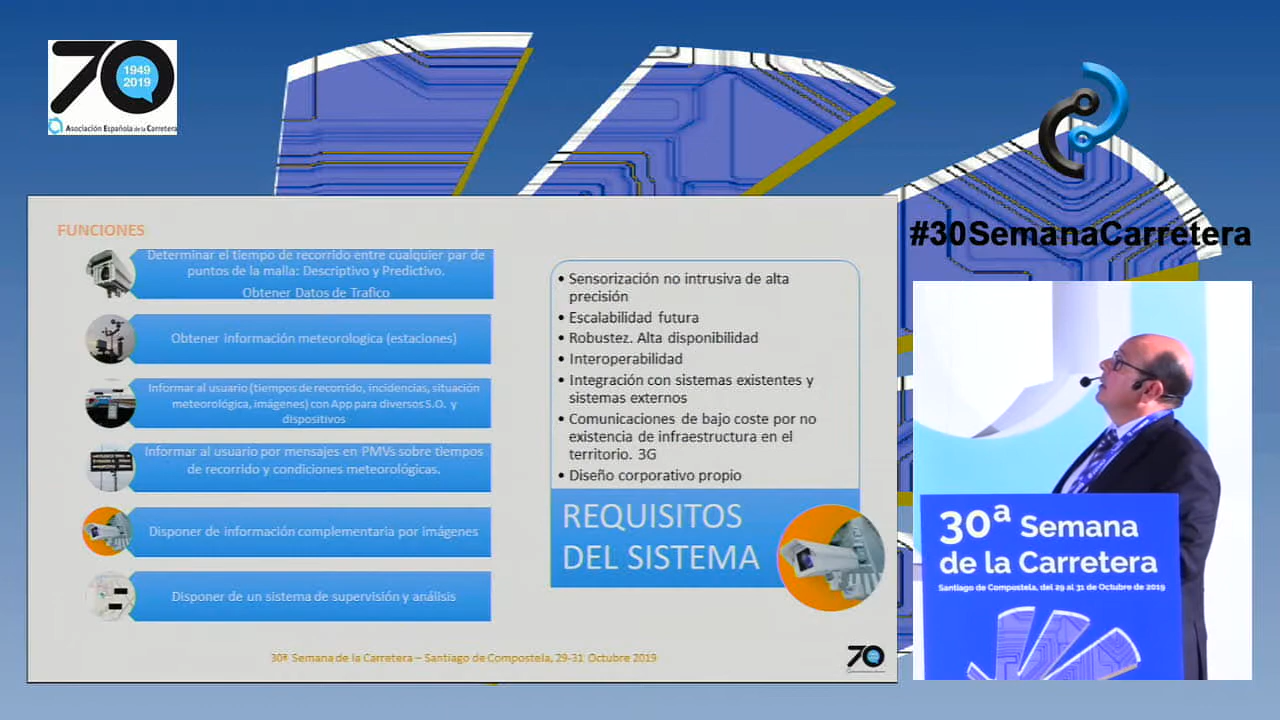 70
1949
2019
Asociación Española de la Carretera
#30SemanaCarretera
FUNCIONES
Determinar el tiempo de recorrido entre cualquier par de
puntos de la malla: Descriptivo y Predictivo.
Obtener Datos de Trafico
Obtener información meteorologica (estaciones)
Informar al usuario (tiempos de recorrido, incidencias, situación
meteorológica, imágenes) con App para diversos S.O. y
dispositivos
Informar al usuario por mensajes en PMVs sobre tiempos
de recorrido y condiciones meteorológicas.
Disponer de información complementaria por imágenes
Disponer de un sistema de supervisión y análisis
• Sensorización no intrusiva de alta
precisión
• Escalabilidad futura
• Robustez. Alta disponibilidad
• Interoperabilidad
• Integración con sistemas existentes y
sistemas externos
• Comunicaciones de bajo coste por no
existencia de infraestructura en el
territorio. 3G
• Diseño corporativo propio
REQUISITOS
DEL SISTEMA
30ª Semana de la Carretera – Santiago de Compostela, 29-31 Octubre 2019
70
30ª Semana
de la Carretera
Santiago de Compostela, del 29 al 31 de Octubre de 2019